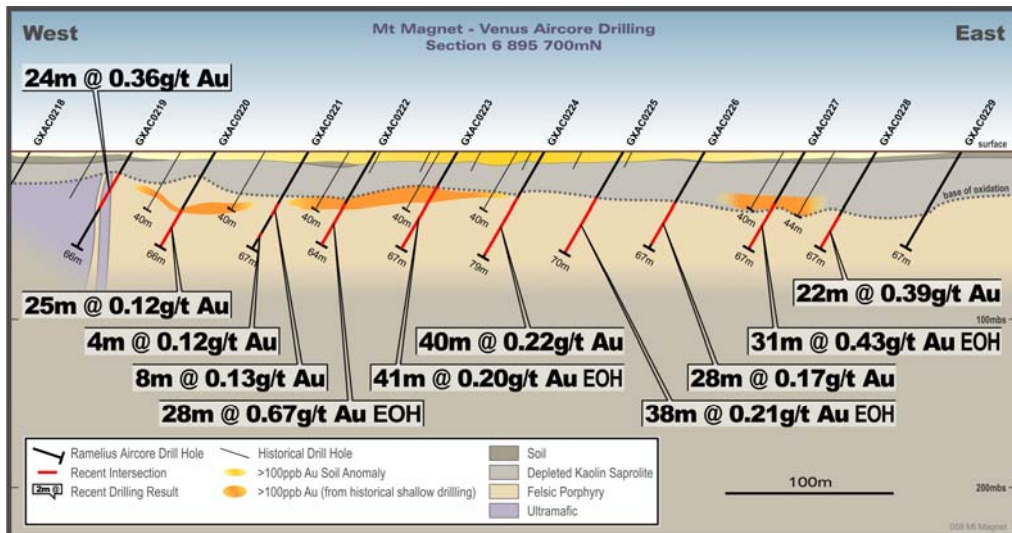 West
Mt Magnet - Venus Aircore Drilling
Section 6 895 700mN
East
24m @ 0.36g/t Au
GXAC0218
GXAC0219
GXAC0220
GXAC0221
GXAC0222
GXAC0223
GXAC0224
GXAC0225
GXAC0226
GXAC0227
GXAC0228
GXAC0229
surface
base of oxidation
40m
40m
40m
40m
40m
44m
66m
66m
67m
64m
67m
79m
70m
67m
67m
67m
67m
25m @ 0.12g/t Au
22m @ 0.39g/t Au
100mbs
4m @ 0.12g/t Au
40m @ 0.22g/t Au
31m @ 0.43g/t Au EOH
8m @ 0.13g/t Au
41m @ 0.20g/t Au EOH
28m @ 0.17g/t Au
28m @ 0.67g/t Au EOH
38m @ 0.21g/t Au EOH
Ramelius Aircore Drill Hole
Recent Intersection
2m @
Recent Drilling Result
Historical Drill Hole
>100ppb Au Soil Anomaly
>100ppb Au (from historical shallow drillling)
Soil
Depleted Kaolin Saprolite
Felsic Porphyry
Ultramafic
100m
200mbs
058 Mt Magnet